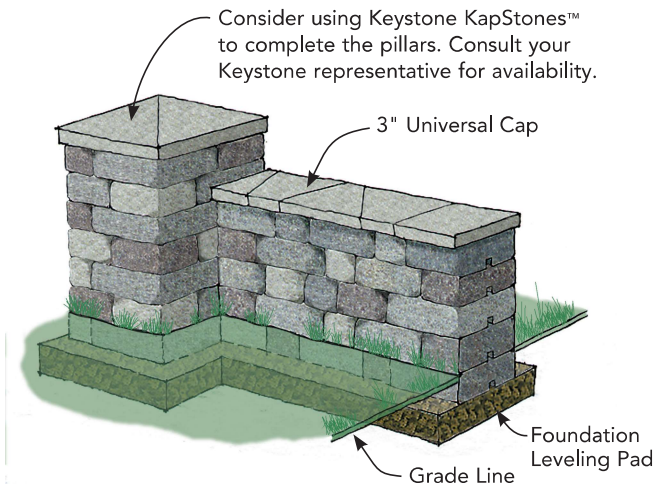 Consider using Keystone KapStones™
to complete the pillars. Consult your
Keystone representative for availability.
3" Universal Cap
Foundation
Leveling Pad
Grade Line